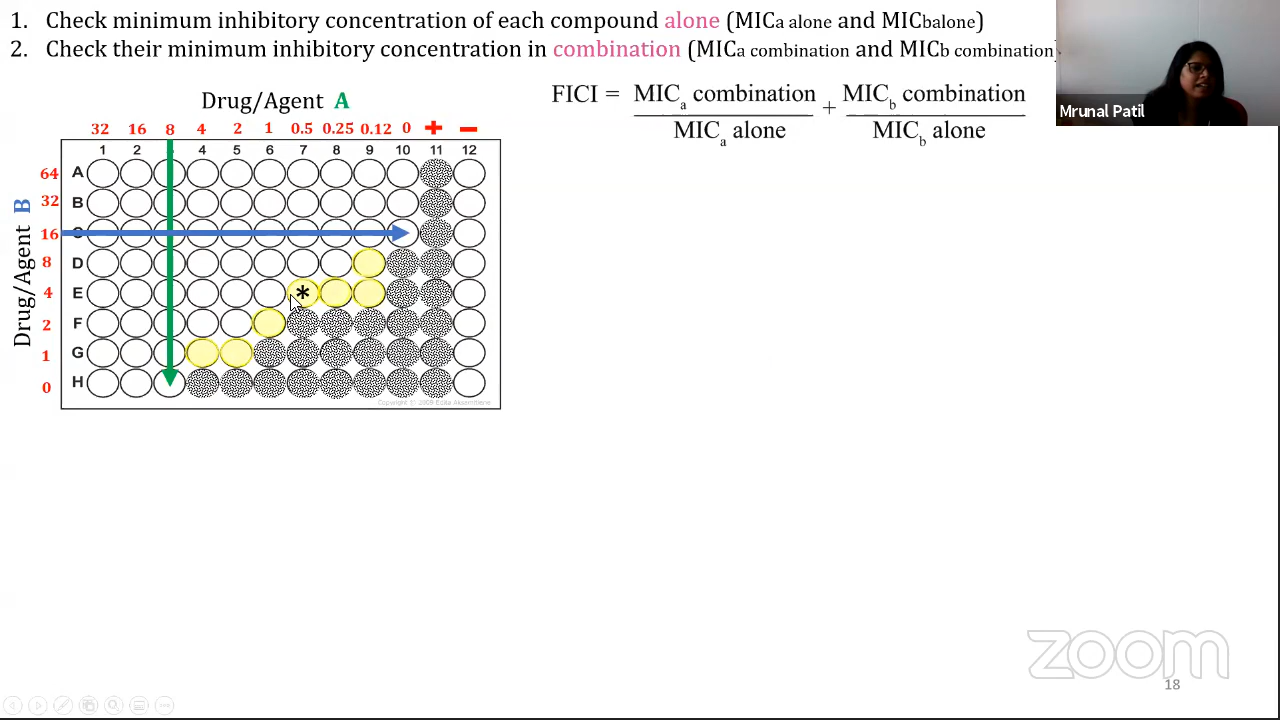 1. Check minimum inhibitory concentration of each compound alone (MICa alone and MICbalone)
2. Check their minimum inhibitory concentration in combination (MICa combination and MICb combination)
Drug/Agent A
FICI = MICa combination / MICa alone + MICb combination / MICb alone
Mrunal Patil
32 16 8 4 2 1 0.5 0.25 0.12 0 + −
1 2 4 5 6 7 8 9 10 11 12
Drug/Agent B
64 A
32 B
16
8 D
4 E *
2 F
1 G
0 H
Copyright © 2009
zoom
18